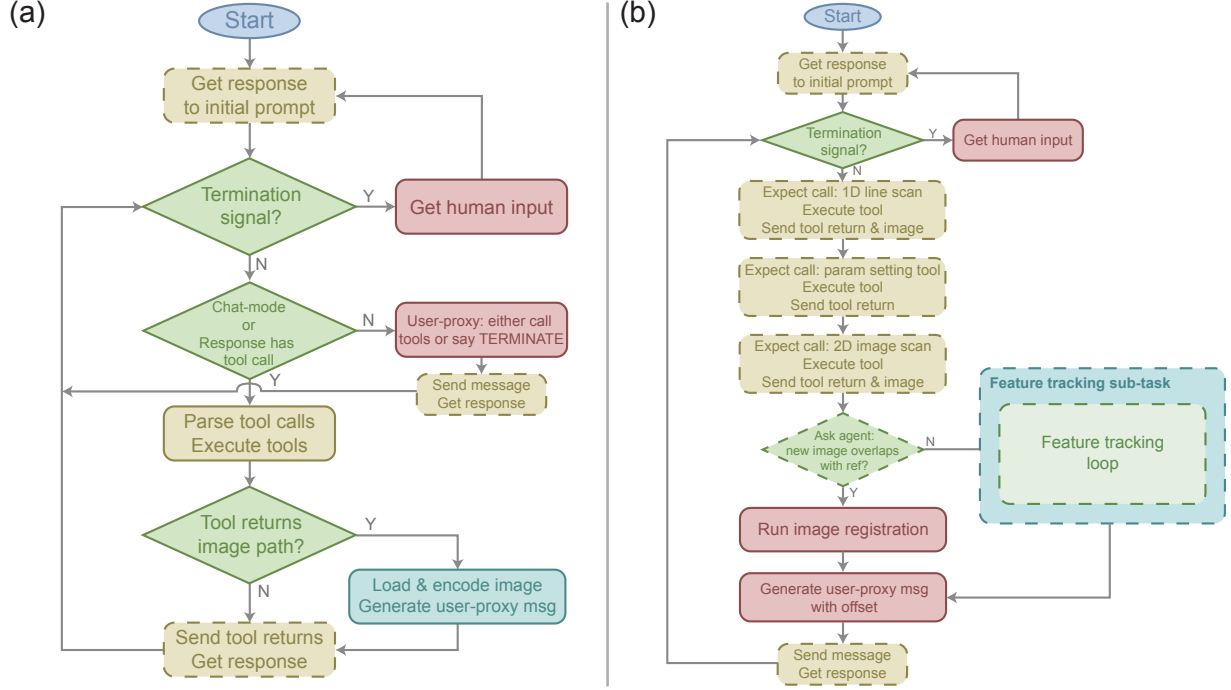 (a)
Start
Get response
to initial prompt
Termination
signal?
Y
Get human input
N
Chat-mode
or
Response has
tool call
N
User-proxy: either call
tools or say TERMINATE
Y
Send message
Get response
Parse tool calls
Execute tools
Tool returns
image path?
Y
Load & encode image
Generate user-proxy msg
N
Send tool returns
Get response
(b)
Start
Get response
to initial prompt
Termination
signal?
Y
Get human input
N
Expect call: 1D line scan
Execute tool
Send tool return & image
Expect call: param setting tool
Execute tool
Send tool return
Expect call: 2D image scan
Execute tool
Send tool return & image
Ask agent:
new image overlaps
with ref?
N
Feature tracking sub-task
Feature tracking
loop
Y
Run image registration
Generate user-proxy msg
with offset
Send message
Get response